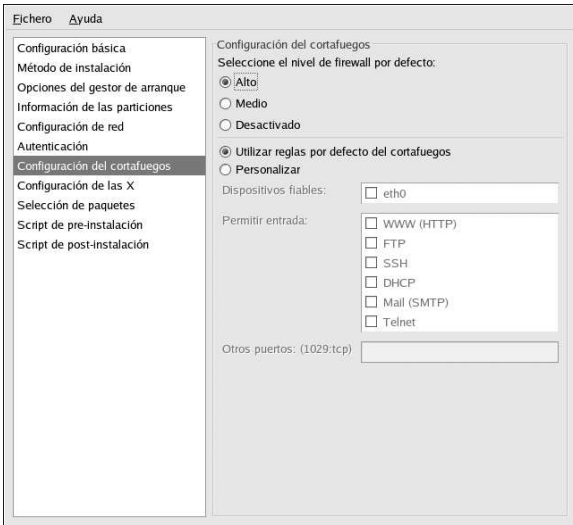 Fichero Ayuda
Configuración básica
Método de instalación
Opciones del gestor de arranque
Información de las particiones
Configuración de red
Autenticación
Configuración del cortafuegos
Configuración de las X
Selección de paquetes
Script de pre-instalación
Script de post-instalación
Configuración del cortafuegos
Seleccione el nivel de firewall por defecto:
Alto
Medio
Desactivado
Utilizar reglas por defecto del cortafuegos
Personalizar
Dispositivos fiables:
eth0
Permitir entrada:
WWW (HTTP)
FTP
SSH
DHCP
Mail (SMTP)
Telnet
Otros puertos: (1029:tcp)